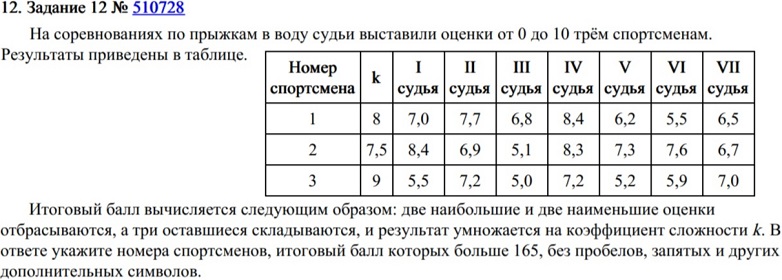 12. Задание 12 № 510728
На соревнованиях по прыжкам в воду судьи выставили оценки от 0 до 10 трём спортсменам.
Результаты приведены в таблице.
Номер спортсмена k I судья II судья III судья IV судья V судья VI судья VII судья
1 8 7,0 7,7 6,8 8,4 6,2 5,5 6,5
2 7,5 8,4 6,9 5,1 8,3 7,3 7,6 6,7
3 9 5,5 7,2 5,0 7,2 5,2 5,9 7,0
Итоговый балл вычисляется следующим образом: две наибольшие и две наименьшие оценки
отбрасываются, а три оставшиеся складываются, и результат умножается на коэффициент сложности k. В
ответе укажите номера спортсменов, итоговый балл которых больше 165, без пробелов, запятых и других
дополнительных символов.